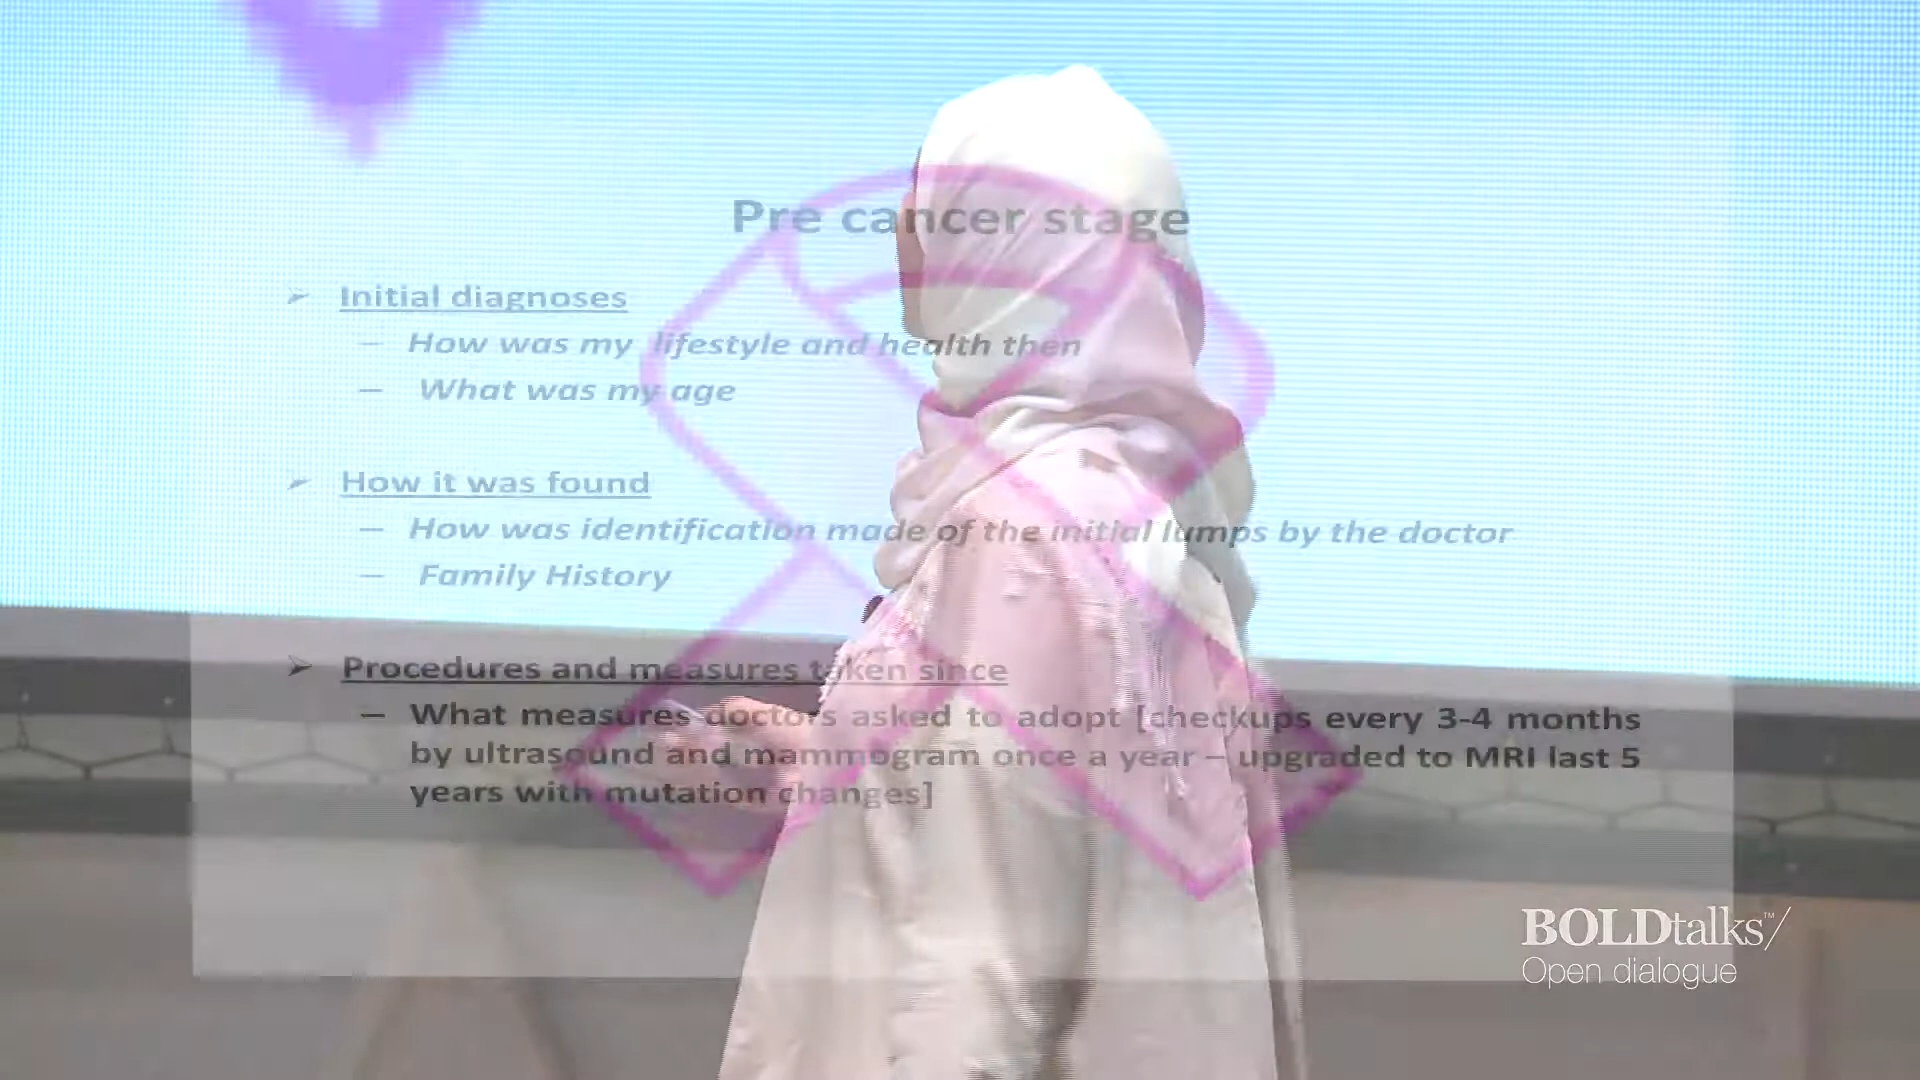 Pre cancer stage
➢ Initial diagnoses
– How was my lifestyle and health then
– What was my age
➢ How it was found
– How was identification made of the initial lumps by the doctor
– Family History
➢ Procedures and measures taken since
– What measures doctors asked to adopt [checkups every 3-4 months
by ultrasound and mammogram once a year – upgraded to MRI last 5
years with mutation changes]
BOLDtalks™/
Open dialogue